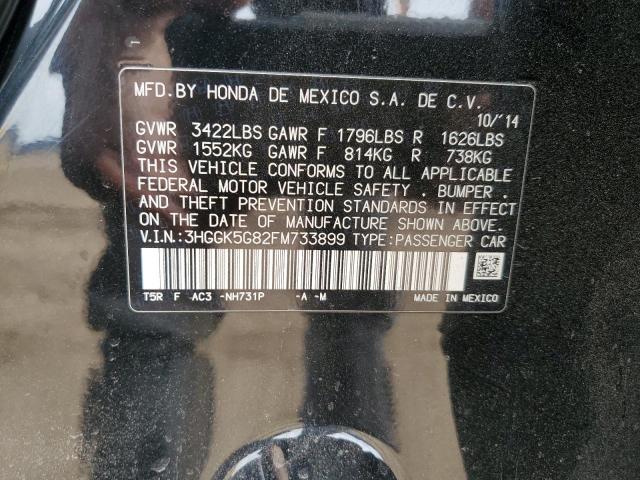 MFD. BY HONDA DE MEXICO S.A. DE C.V.
10/'14
GVWR 3422LBS GAWR F 1796LBS R 1626LBS
GVWR 1552KG GAWR F 814KG R 738KG
THIS VEHICLE CONFORMS TO ALL APPLICABLE
FEDERAL MOTOR VEHICLE SAFETY . BUMPER .
AND THEFT PREVENTION STANDARDS IN
EFFECT ON THE DATE OF MANUFACTURE SHOWN ABOVE.
V.I.N.:3HGGK5G82FM733899 TYPE:PASSENGER CAR
T5R F AC3 -NH731P -A -M MADE IN MEXICO